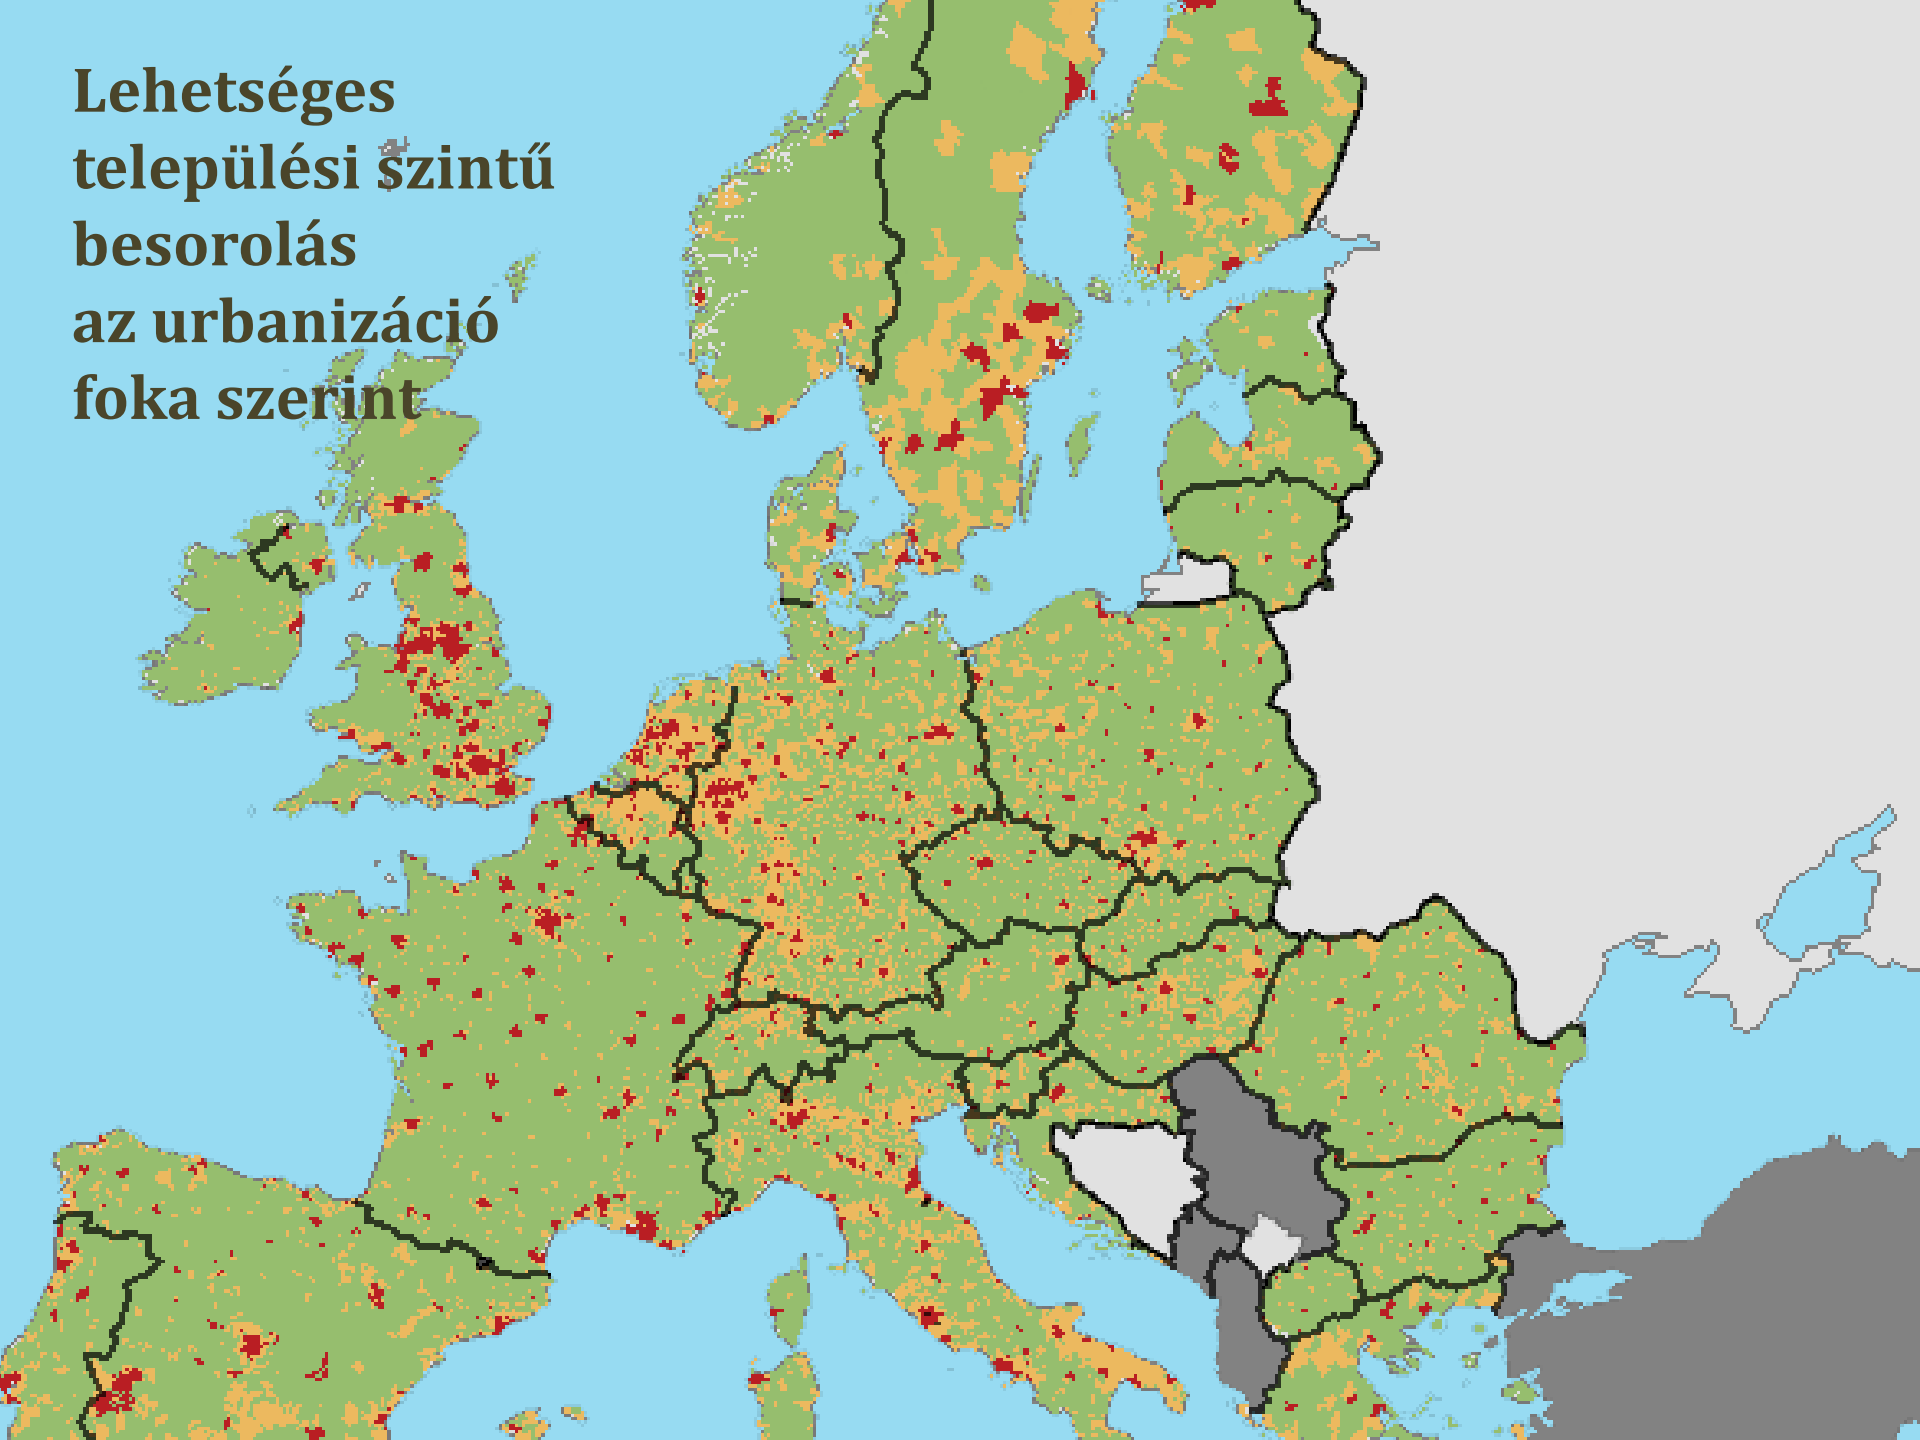 Lehetséges
települési szintű
besorolás
az urbanizáció
foka szerint